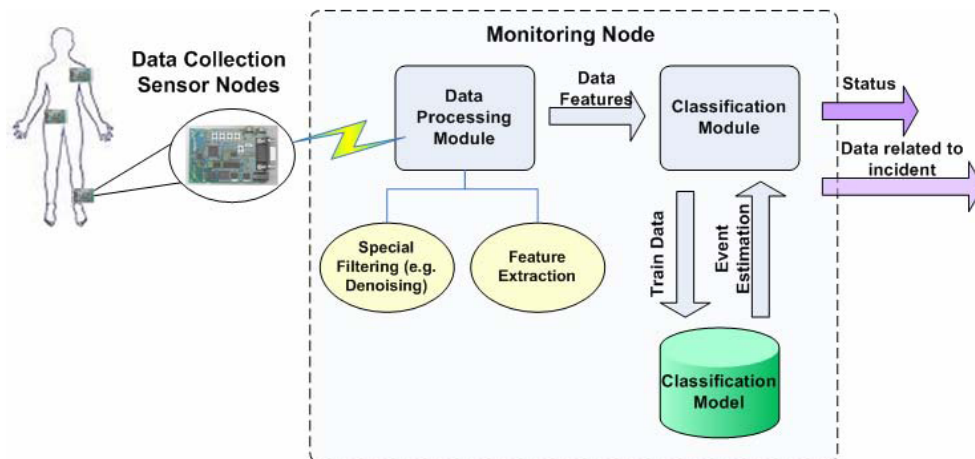 Monitoring Node
Data Collection
Sensor Nodes
Data
Processing
Module
Data
Features
Classification
Module
Status
Data related to
incident
Special
Filtering (e.g.
Denoising)
Feature
Extraction
Train Data
Event
Estimation
Classification
Model